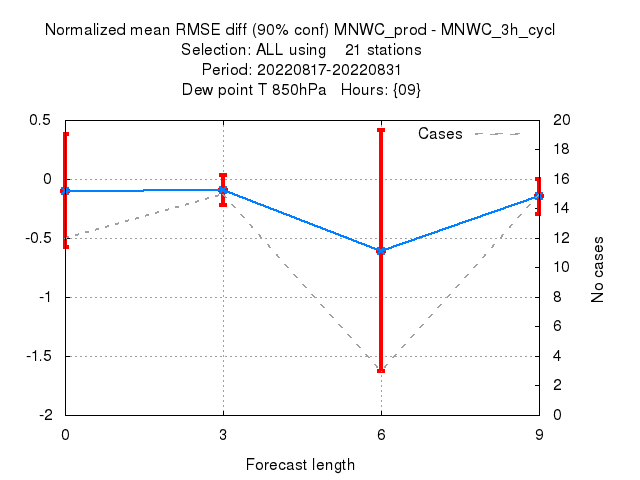 Normalized mean RMSE diff (90% conf) MNWC_prod - MNWC_3h_cycl
Selection: ALL using    21 stations
Period: 20220817-20220831
Dew point T 850hPa   Hours: {09}
Cases
0.5
0
-0.5
-1
-1.5
-2
20
18
16
14
12
10
8
6
4
2
0
No cases
0 3 6 9
Forecast length